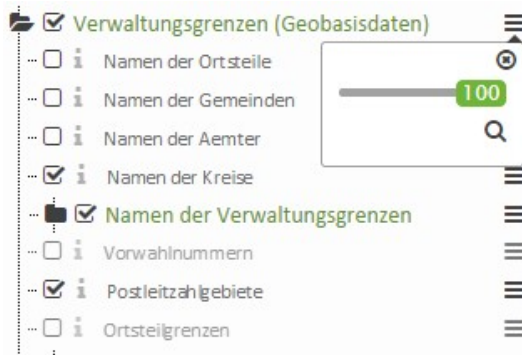 Verwaltungsgrenzen (Geobasisdaten)
Namen der Ortsteile
Namen der Gemeinden
100
Namen der Aemter
Namen der Kreise
Namen der Verwaltungsgrenzen
Vorwahlnummern
Postleitzahlgebiete
Ortsteilgrenzen